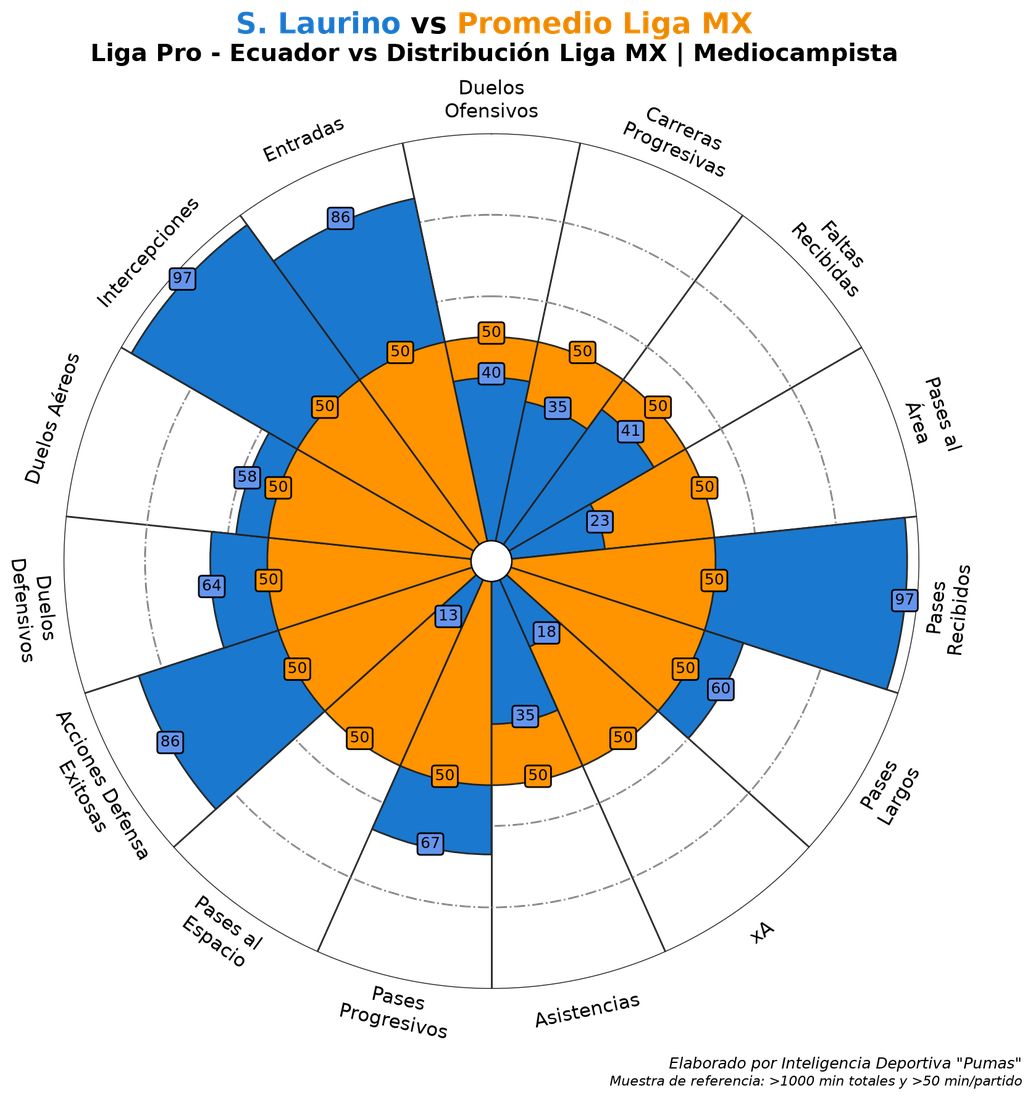 S. Laurino vs Promedio Liga MX
Liga Pro - Ecuador vs Distribución Liga MX | Mediocampista
Duelos
Ofensivos
40
50
Carreras
Progresivas
35
50
Faltas
Recibidas
41
50
Pases al
Área
23
50
Pases
Recibidos
97
50
Pases
Largos
60
50
xA
18
50
Asistencias
35
50
Pases
Progresivos
67
50
Pases al
Espacio
13
50
Acciones Defensa
Exitosas
86
50
Duelos
Defensivos
64
50
Duelos Aéreos
58
50
Intercepciones
97
50
Entradas
86
50
Elaborado por Inteligencia Deportiva "Pumas"
Muestra de referencia: >1000 min totales y >50 min/partido